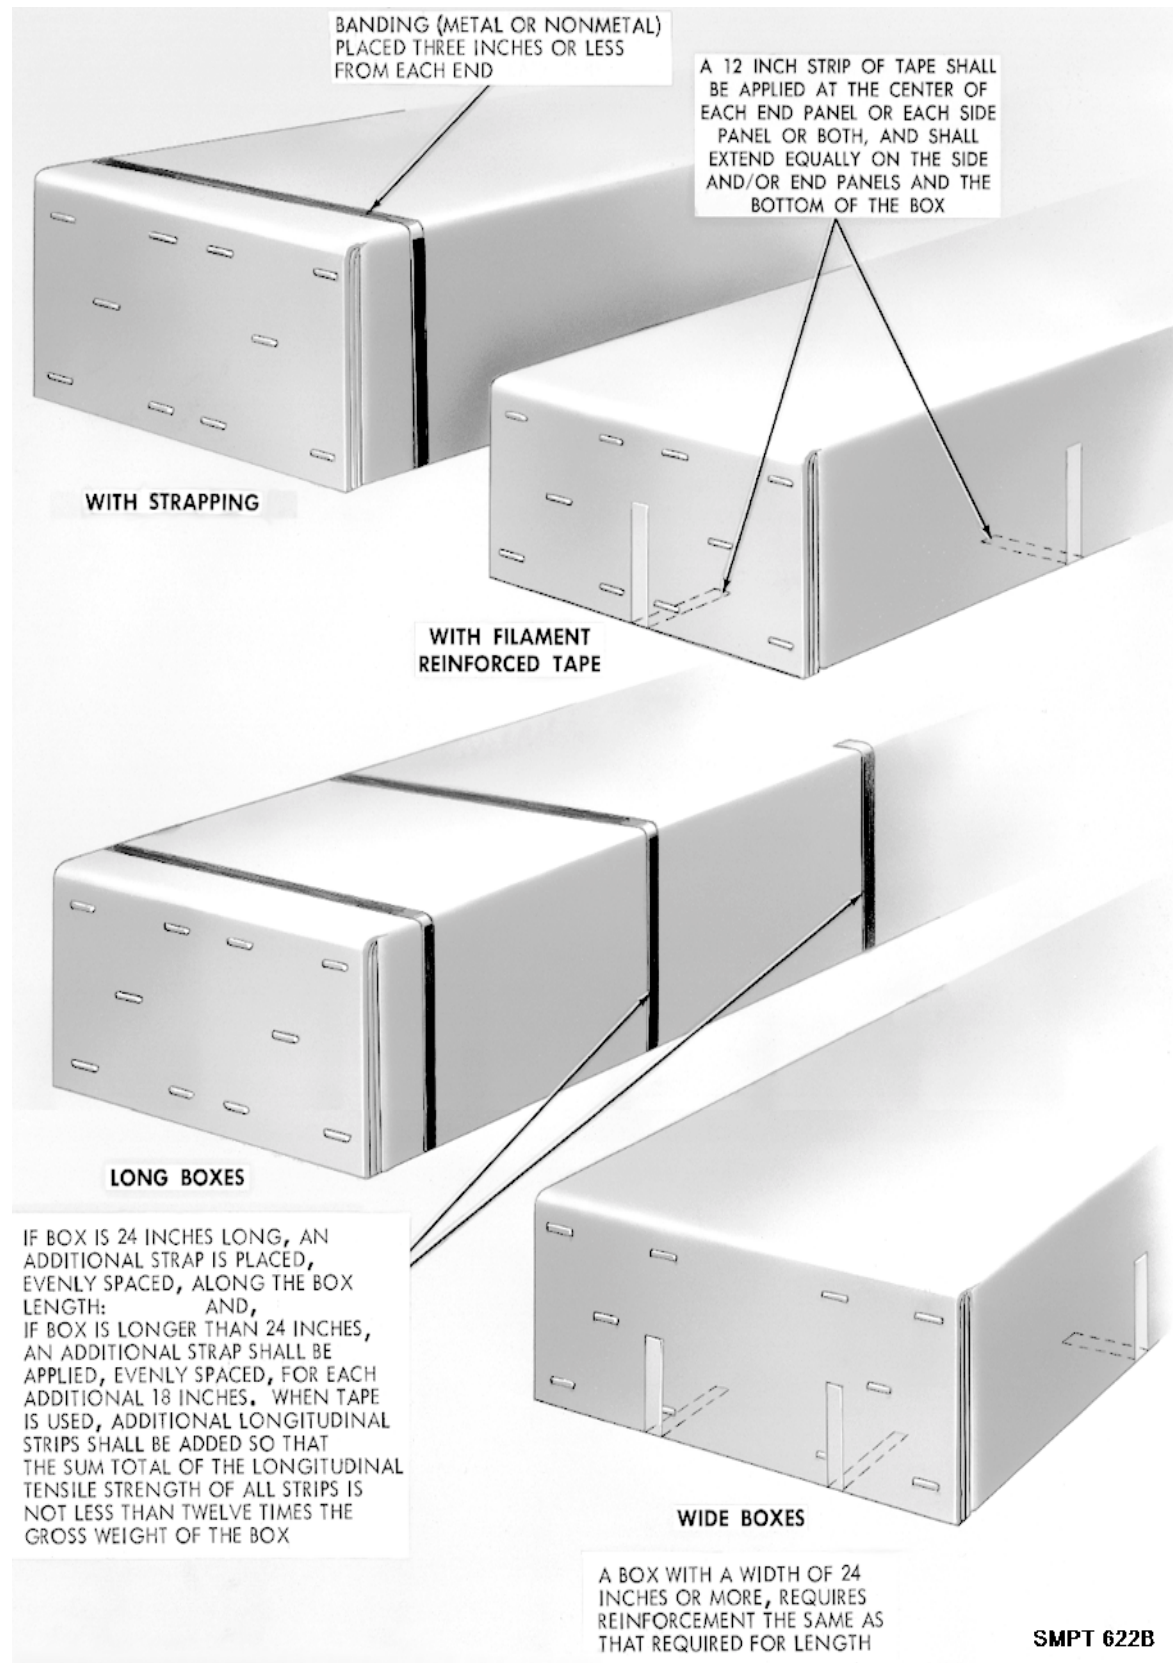 BANDING (METAL OR NONMETAL)
PLACED THREE INCHES OR LESS
FROM EACH END
A 12 INCH STRIP OF TAPE SHALL
BE APPLIED AT THE CENTER OF
EACH END PANEL OR EACH SIDE
PANEL OR BOTH, AND SHALL
EXTEND EQUALLY ON THE SIDE
AND/OR END PANELS AND THE
BOTTOM OF THE BOX
WITH STRAPPING
WITH FILAMENT
REINFORCED TAPE
LONG BOXES
IF BOX IS 24 INCHES LONG, AN
ADDITIONAL STRAP IS PLACED,
EVENLY SPACED, ALONG THE BOX
LENGTH: AND,
IF BOX IS LONGER THAN 24 INCHES,
AN ADDITIONAL STRAP SHALL BE
APPLIED, EVENLY SPACED, FOR EACH
ADDITIONAL 18 INCHES. WHEN TAPE
IS USED, ADDITIONAL LONGITUDINAL
STRIPS SHALL BE ADDED SO THAT
THE SUM TOTAL OF THE LONGITUDINAL
TENSILE STRENGTH OF ALL STRIPS IS
NOT LESS THAN TWELVE TIMES THE
GROSS WEIGHT OF THE BOX
WIDE BOXES
A BOX WITH A WIDTH OF 24
INCHES OR MORE, REQUIRES
REINFORCEMENT THE SAME AS
THAT REQUIRED FOR LENGTH
SMPT 622B